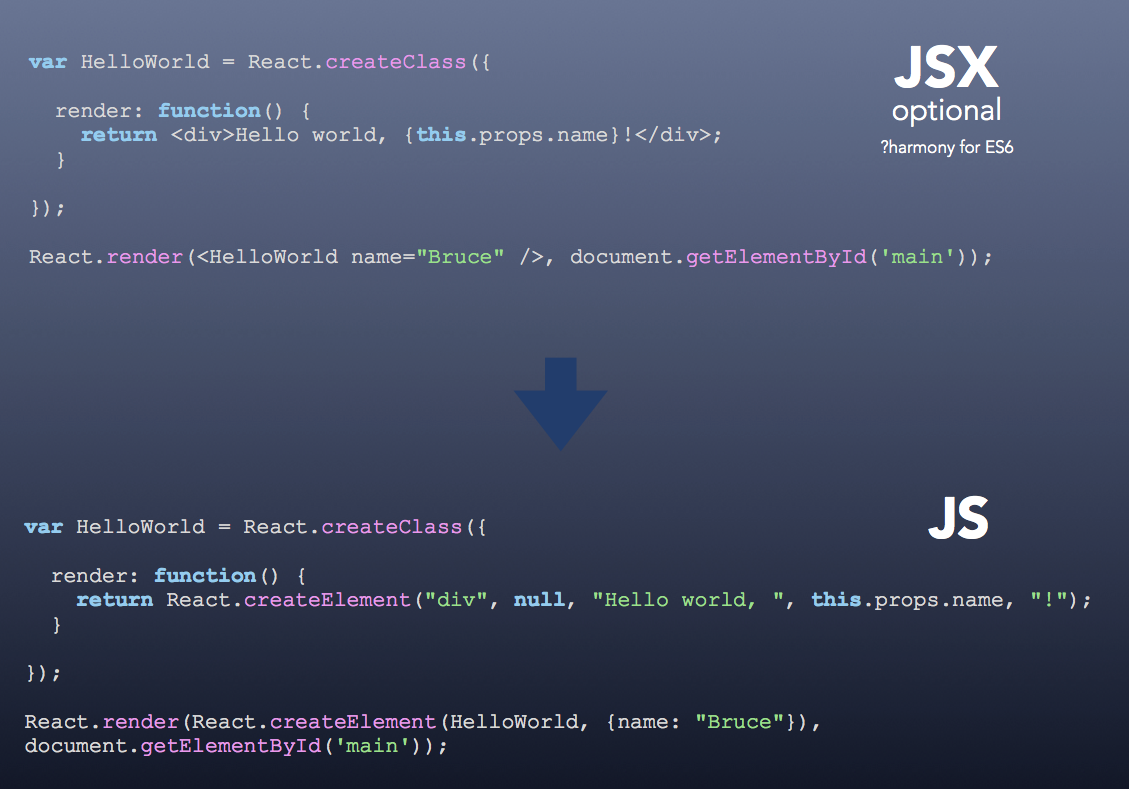 var HelloWorld = React.createClass({
render: function() {
return <div>Hello world, {this.props.name}!</div>;
}
});
React.render(<HelloWorld name="Bruce" />, document.getElementById('main'));
JSX
optional
?harmony for ES6
var HelloWorld = React.createClass({
render: function() {
return React.createElement("div", null, "Hello world, ", this.props.name, "!");
}
});
React.render(React.createElement(HelloWorld, {name: "Bruce"}),
document.getElementById('main'));
JS